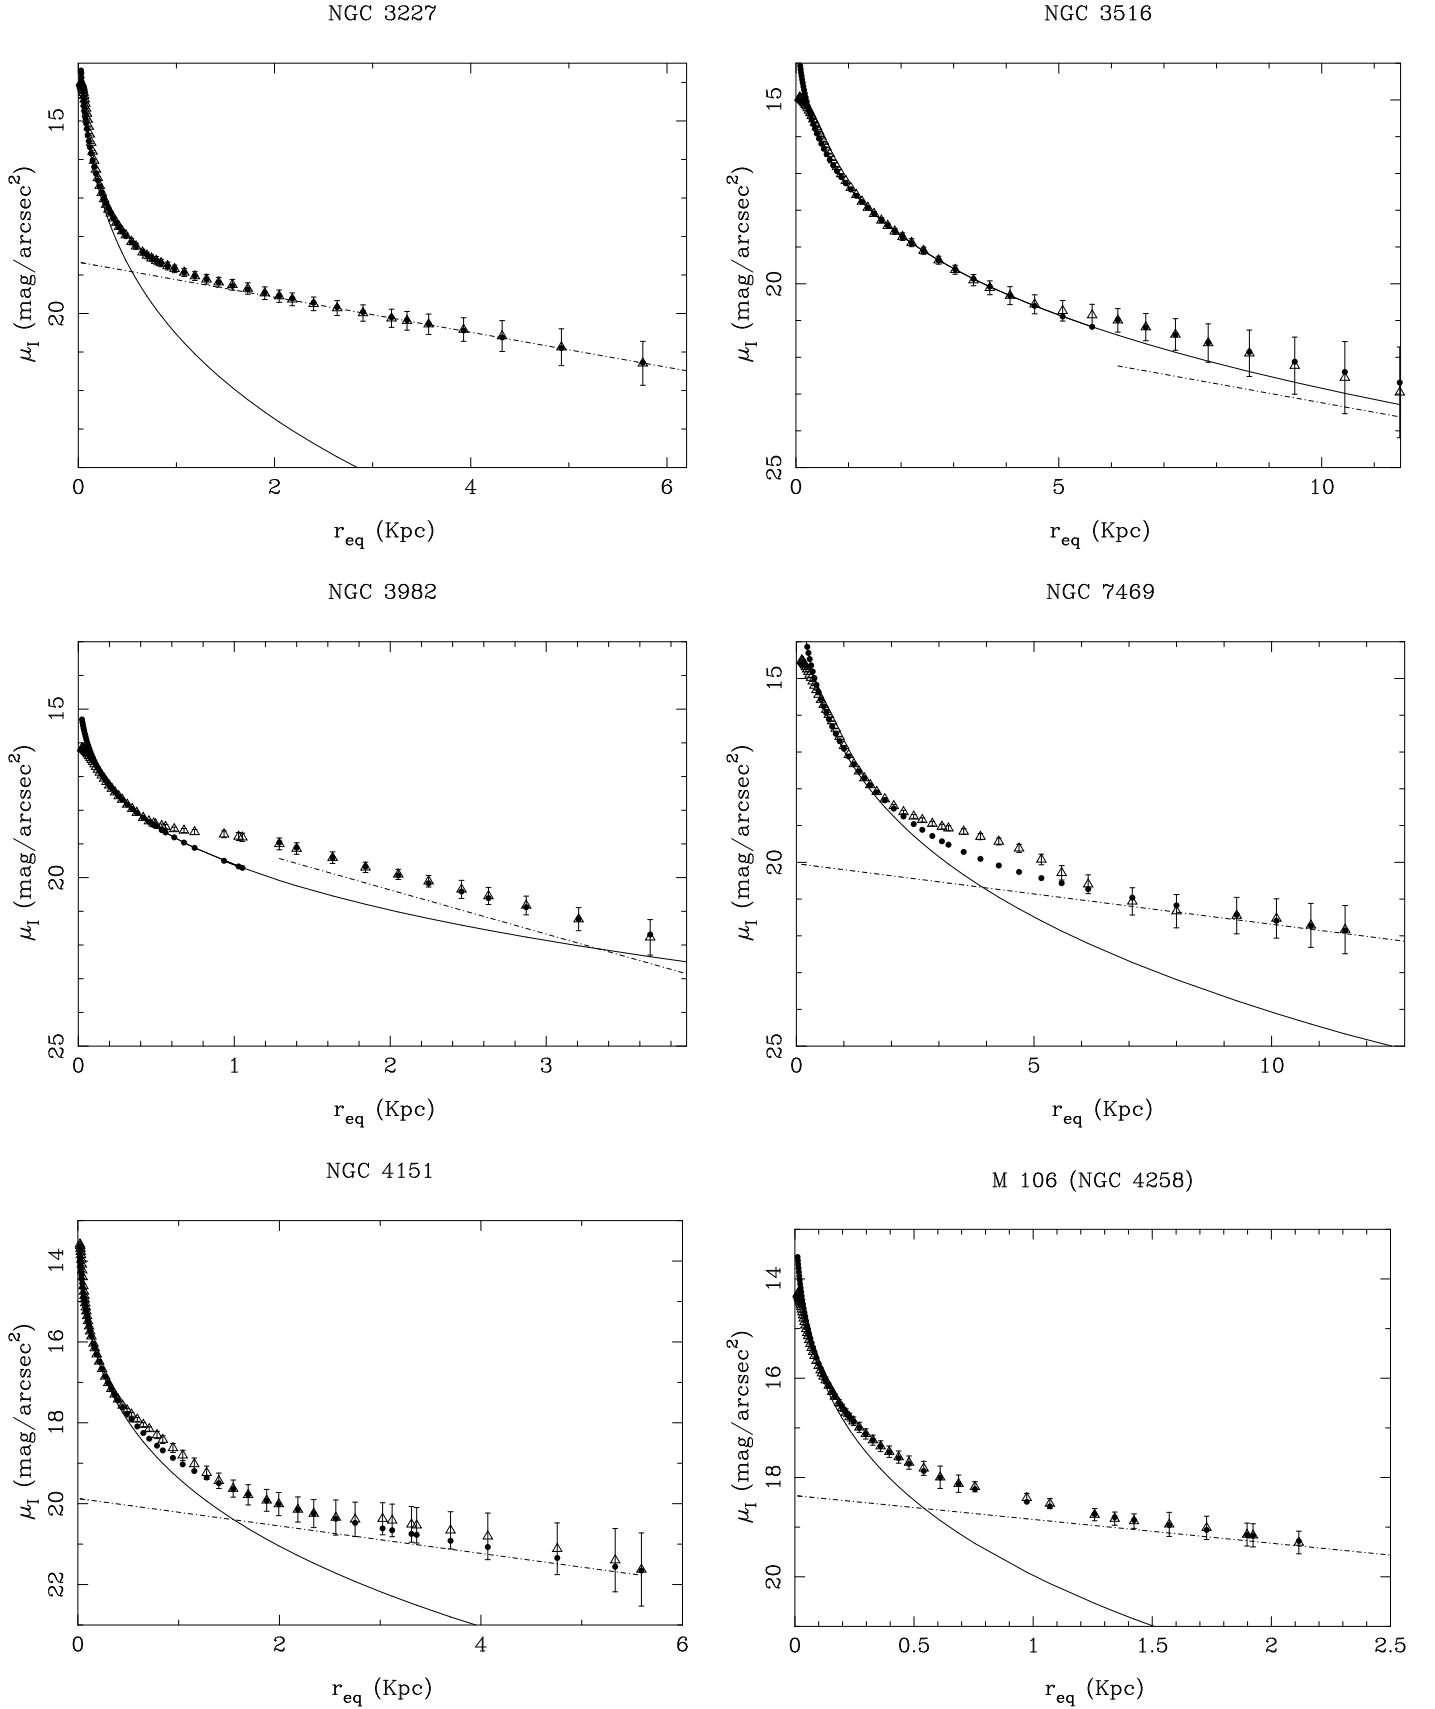 NGC 3227
NGC 3516
μI (mag/arcsec2)
15
20
0
2
4
6
req (Kpc)
μI (mag/arcsec2)
15
20
25
0
5
10
req (Kpc)
NGC 3982
NGC 7469
μI (mag/arcsec2)
15
20
25
0
1
2
3
req (Kpc)
μI (mag/arcsec2)
15
20
25
0
5
10
req (Kpc)
NGC 4151
M 106 (NGC 4258)
μI (mag/arcsec2)
14
16
18
20
22
0
2
4
6
req (Kpc)
μI (mag/arcsec2)
14
16
18
20
0
0.5
1
1.5
2
2.5
req (Kpc)